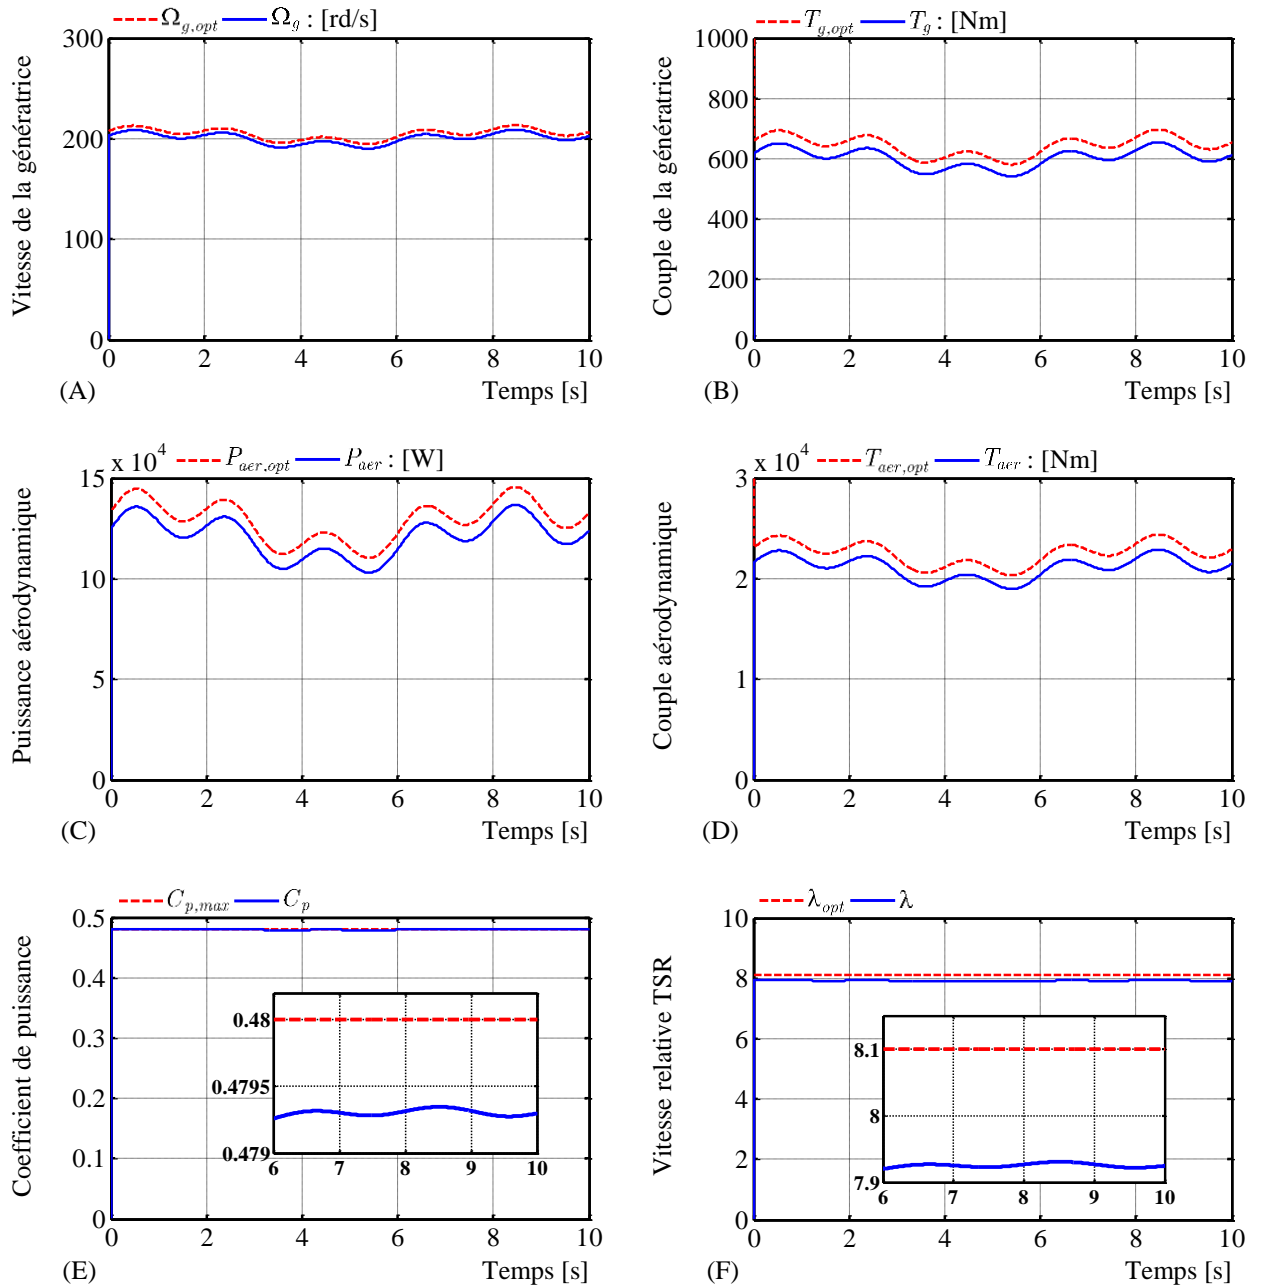 Ω_{g,opt} Ω_g : [rd/s]
Vitesse de la génératrice
300
200
100
0
0 2 4 6 8 10
Temps [s]
(A)
T_{g,opt} T_g : [Nm]
Couple de la génératrice
1000
800
600
400
200
0
0 2 4 6 8 10
Temps [s]
(B)
x 10^4 P_{aer,opt} P_{aer} : [W]
Puissance aérodynamique
15
10
5
0
0 2 4 6 8 10
Temps [s]
(C)
x 10^4 T_{aer,opt} T_{aer} : [Nm]
Couple aérodynamique
3
2
1
0
0 2 4 6 8 10
Temps [s]
(D)
C_{p,max} C_p
Coefficient de puissance
0.5
0.4
0.3
0.2
0.1
0
0 2 4 6 8 10
0.48
0.4795
0.479
6 7 8 9 10
Temps [s]
(E)
λ_{opt} λ
Vitesse relative TSR
10
8
6
4
2
0
0 2 4 6 8 10
8.1
8
7.9
6 7 8 9 10
Temps [s]
(F)